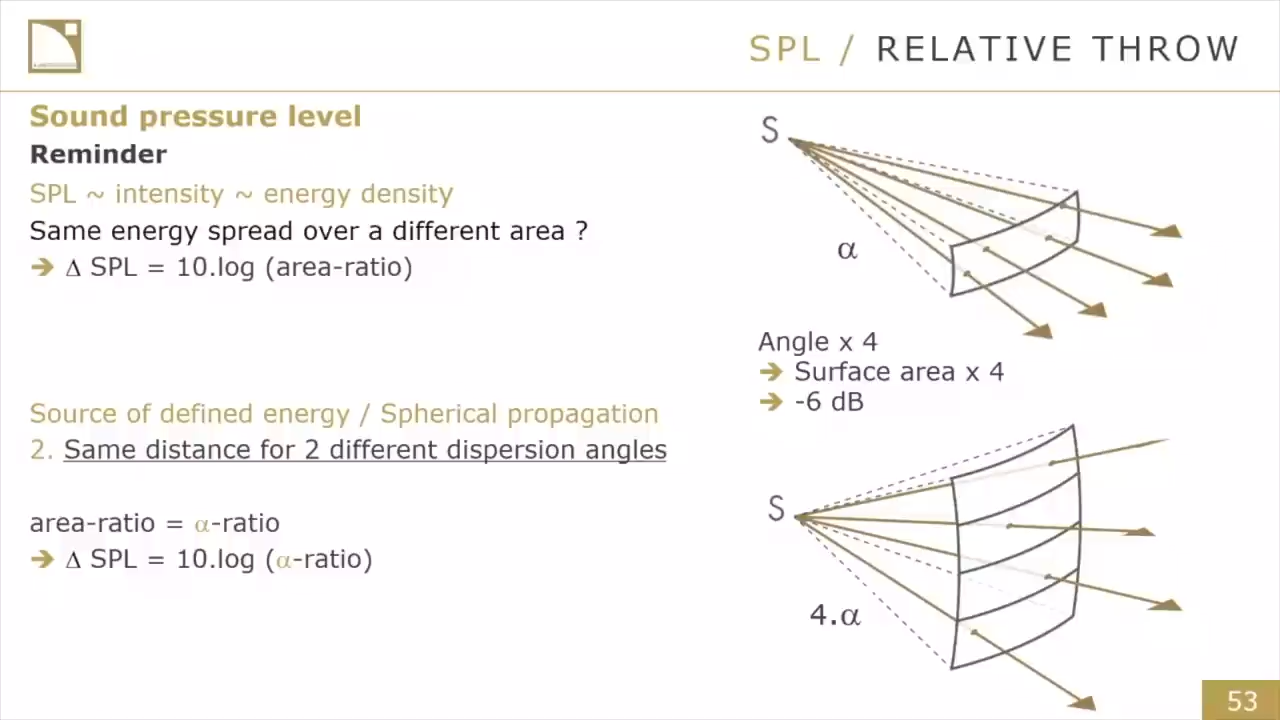 SPL / RELATIVE THROW
Sound pressure level
Reminder
SPL ~ intensity ~ energy density
Same energy spread over a different area ?
➔ Δ SPL = 10.log (area-ratio)
Source of defined energy / Spherical propagation
2. Same distance for 2 different dispersion angles
area-ratio = α-ratio
➔ Δ SPL = 10.log (α-ratio)
S
α
Angle x 4
➔ Surface area x 4
➔ -6 dB
S
4.α
53